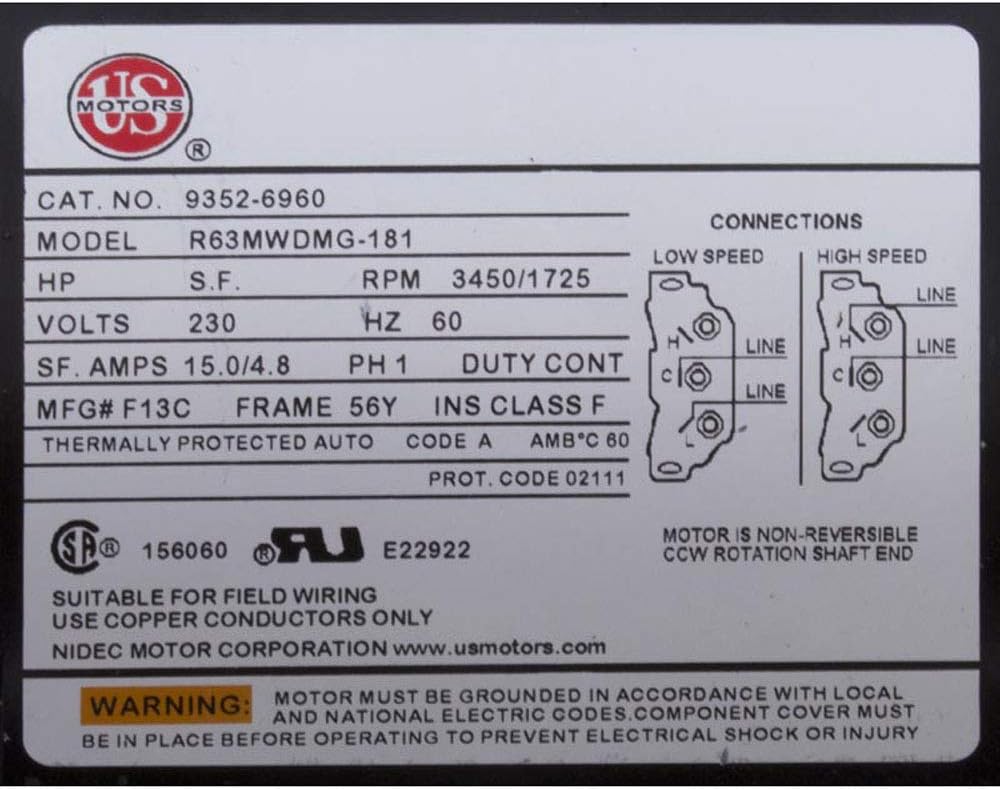 US
MOTORS
®
CAT. NO. 9352-6960
MODEL R63MWDMG-181
HP S.F. RPM 3450/1725
VOLTS 230 HZ 60
SF. AMPS 15.0/4.8 PH 1 DUTY CONT
MFG# F13C FRAME 56Y INS CLASS F
THERMALLY PROTECTED AUTO CODE A AMB°C 60
PROT. CODE 02111
CONNECTIONS
LOW SPEED
H
C
L
LINE
LINE
HIGH SPEED
H
C
L
LINE
LINE
MOTOR IS NON-REVERSIBLE
CCW ROTATION SHAFT END
SA® 156060 ®RU E22922
SUITABLE FOR FIELD WIRING
USE COPPER CONDUCTORS ONLY
NIDEC MOTOR CORPORATION www.usmotors.com
WARNING: MOTOR MUST BE GROUNDED IN ACCORDANCE WITH LOCAL
AND NATIONAL ELECTRIC CODES.COMPONENT COVER MUST
BE IN PLACE BEFORE OPERATING TO PREVENT ELECTRICAL SHOCK OR INJURY